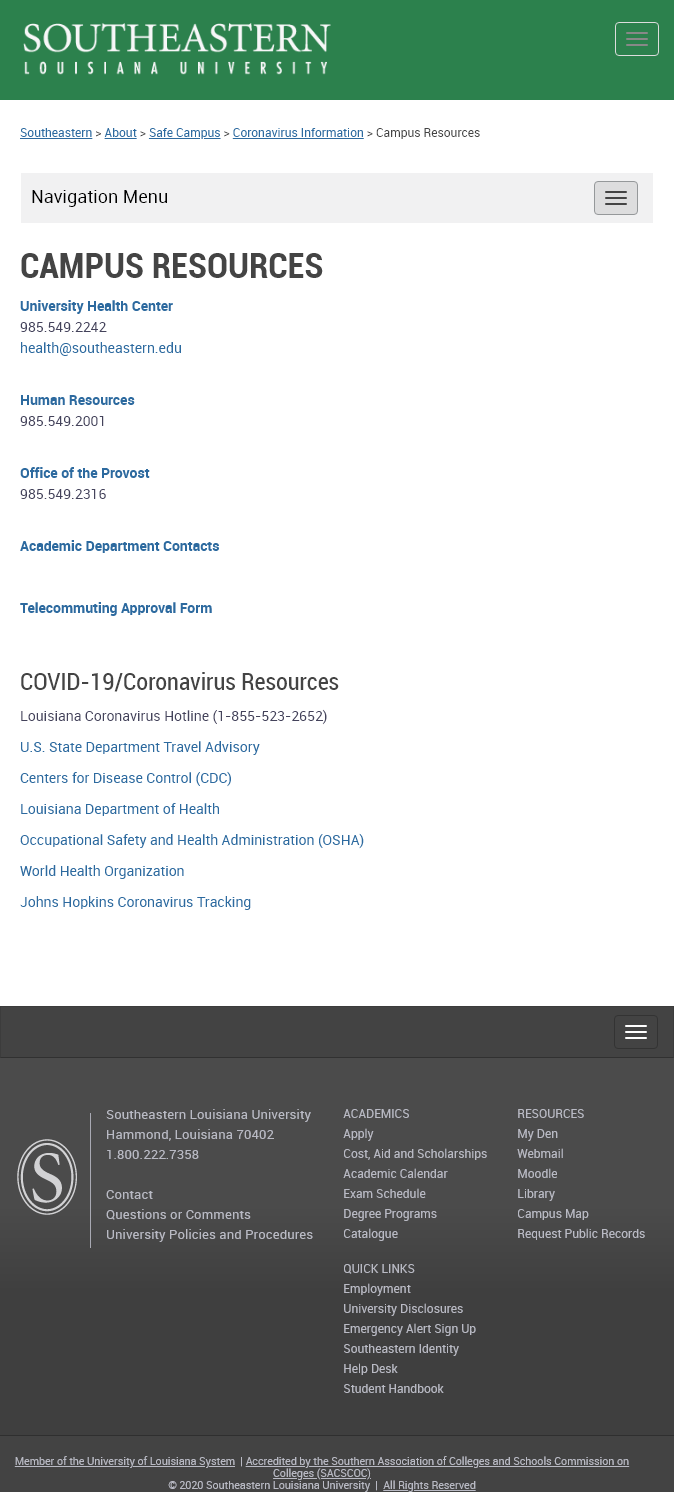 SOUTHEASTERN
LOUISIANA UNIVERSITY
Southeastern > About > Safe Campus > Coronavirus Information > Campus Resources
Navigation Menu
CAMPUS RESOURCES
University Health Center
985.549.2242
health@southeastern.edu
Human Resources
985.549.2001
Office of the Provost
985.549.2316
Academic Department Contacts
Telecommuting Approval Form
COVID-19/Coronavirus Resources
Louisiana Coronavirus Hotline (1-855-523-2652)
U.S. State Department Travel Advisory
Centers for Disease Control (CDC)
Louisiana Department of Health
Occupational Safety and Health Administration (OSHA)
World Health Organization
Johns Hopkins Coronavirus Tracking
S
Southeastern Louisiana University
Hammond, Louisiana 70402
1.800.222.7358
Contact
Questions or Comments
University Policies and Procedures
ACADEMICS
Apply
Cost, Aid and Scholarships
Academic Calendar
Exam Schedule
Degree Programs
Catalogue
RESOURCES
My Den
Webmail
Moodle
Library
Campus Map
Request Public Records
QUICK LINKS
Employment
University Disclosures
Emergency Alert Sign Up
Southeastern Identity
Help Desk
Student Handbook
Member of the University of Louisiana System | Accredited by the Southern Association of Colleges and Schools Commission on
Colleges (SACSCOC)
© 2020 Southeastern Louisiana University | All Rights Reserved